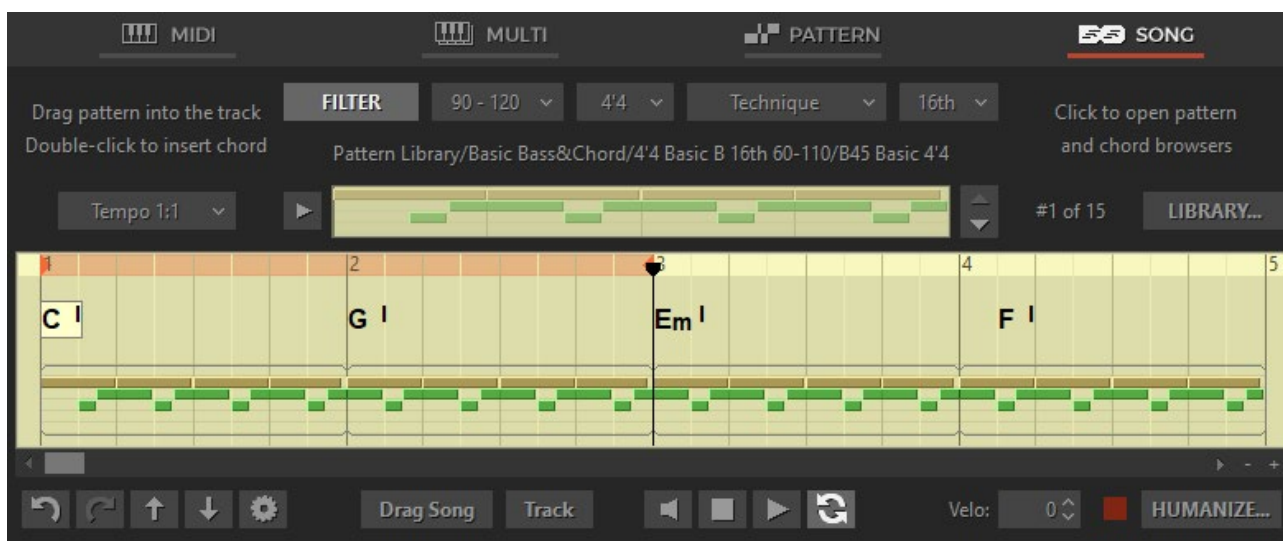 MIDI MULTI PATTERN SONG
Drag pattern into the track
Double-click to insert chord
FILTER 90 - 120 4'4 Technique 16th
Click to open pattern
and chord browsers
Pattern Library/Basic Bass&Chord/4'4 Basic B 16th 60-110/B45 Basic 4'4
Tempo 1:1 #1 of 15 LIBRARY...
1 2 3 4 5
C I G I Em I F I
Drag Song Track Velo: 0 HUMANIZE...